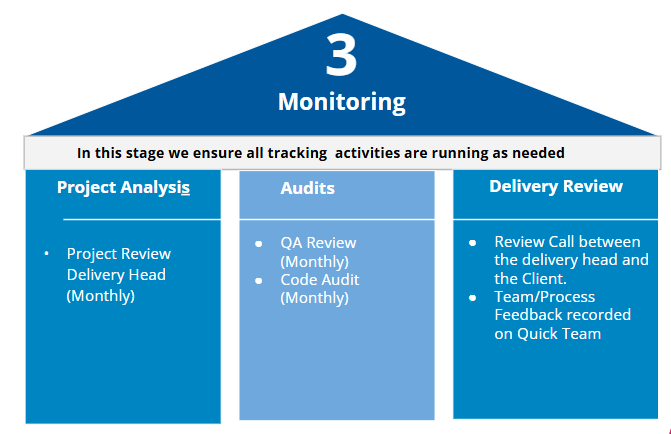 3
Monitoring
In this stage we ensure all tracking activities are running as needed
Project Analysis
• Project Review
Delivery Head
(Monthly)
Audits
● QA Review
(Monthly)
● Code Audit
(Monthly)
Delivery Review
● Review Call between
the delivery head and
the Client.
● Team/Process
Feedback recorded
on Quick Team